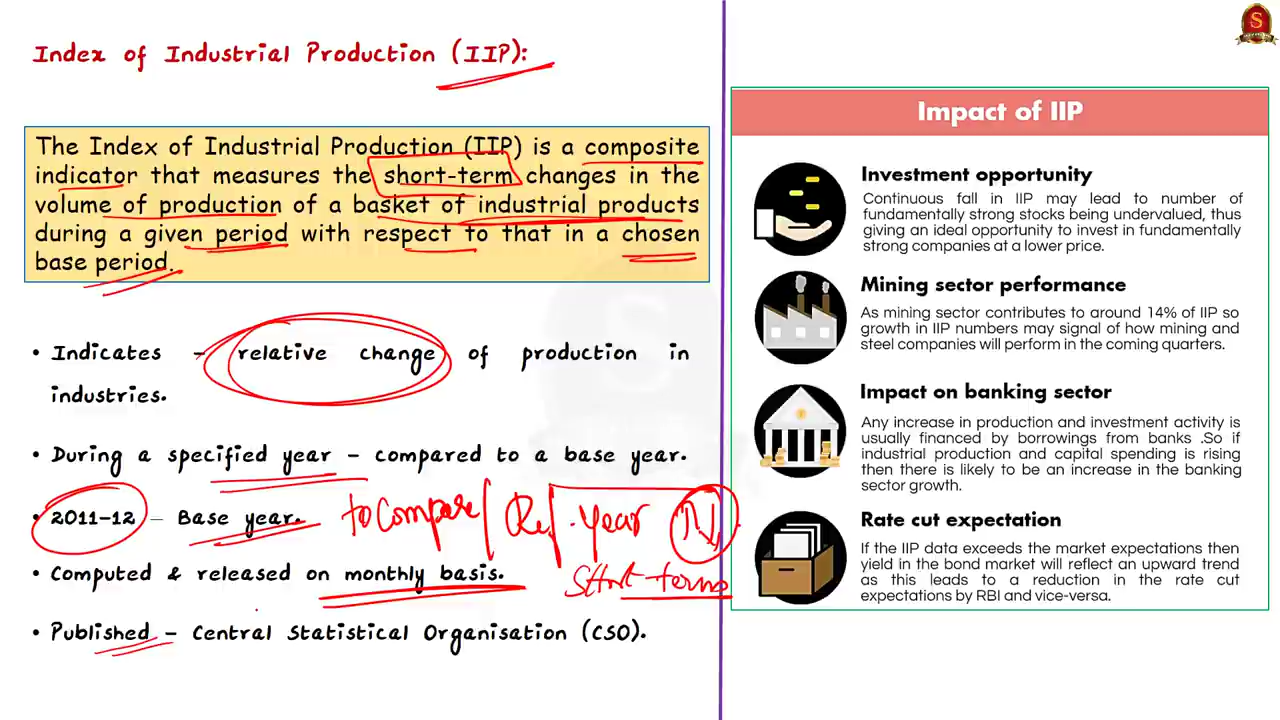 Index of Industrial Production (IIP):
The Index of Industrial Production (IIP) is a composite
indicator that measures the short-term changes in the
volume of production of a basket of industrial products
during a given period with respect to that in a chosen
base period.
• Indicates – relative change of production in
industries.
• During a specified year – compared to a base year.
• 2011-12 – Base year.
to compare Ref. year
• Computed & released on monthly basis.
Short-term
• Published – Central Statistical Organisation (CSO).
S
Impact of IIP
Investment opportunity
Continuous fall in IIP may lead to number of
fundamentally strong stocks being undervalued, thus
giving an ideal opportunity to invest in fundamentally
strong companies at a lower price.
Mining sector performance
As mining sector contributes to around 14% of IIP so
growth in IIP numbers may signal of how mining and
steel companies will perform in the coming quarters.
Impact on banking sector
Any increase in production and investment activity is
usually financed by borrowings from banks .So if
industrial production and capital spending is rising
then there is likely to be an increase in the banking
sector growth.
Rate cut expectation
If the IIP data exceeds the market expectations then
yield in the bond market will reflect an upward trend
as this leads to a reduction in the rate cut
expectations by RBI and vice-versa.